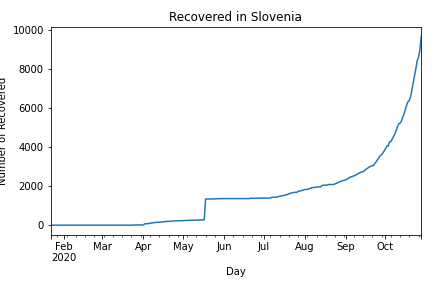 Recovered in Slovenia
Number of Recovered
10000
8000
6000
4000
2000
0
Feb Mar Apr May Jun Jul Aug Sep Oct
2020
Day